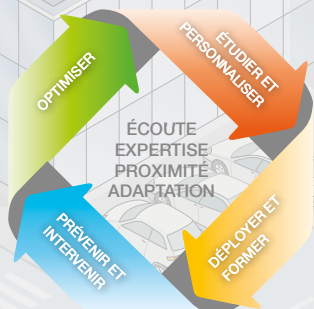 OPTIMISER
ÉTUDIER ET
PERSONNALISER
ÉCOUTE
EXPERTISE
PROXIMITÉ
ADAPTATION
PRÉVENIR ET
INTERVENIR
DÉPLOYER ET
FORMER